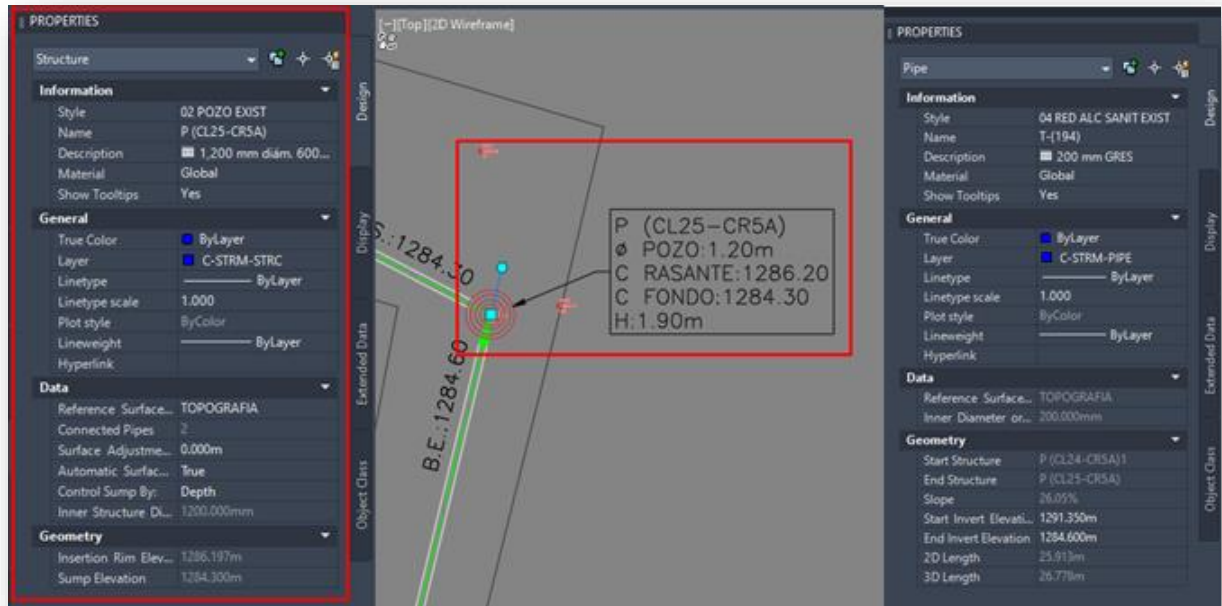 PROPERTIES
Structure
Information
Style 02 POZO EXIST
Name P (CL25-CR5A)
Description 1,200 mm diám. 600...
Material Global
Show Tooltips Yes
General
True Color ByLayer
Layer C-STRM-STRC
Linetype ByLayer
Linetype scale 1.000
Plot style ByColor
Lineweight ByLayer
Hyperlink
Data
Reference Surface... TOPOGRAFIA
Connected Pipes 2
Surface Adjustme... 0.000m
Automatic Surfac... True
Control Sump By: Depth
Inner Structure Di... 1200.000mm
Geometry
Insertion Rim Elev... 1286.197m
Sump Elevation 1284.300m
Design
Display
Extended Data
Object Class
[-][Top][2D Wireframe]
S.:1284.30
B.E.:1284.60
P (CL25-CR5A)
ø POZO:1.20m
C RASANTE:1286.20
C FONDO:1284.30
H:1.90m
PROPERTIES
Pipe
Information
Style 04 RED ALC SANIT EXIST
Name T-(194)
Description 200 mm GRES
Material Global
Show Tooltips Yes
General
True Color ByLayer
Layer C-STRM-PIPE
Linetype ByLayer
Linetype scale 1.000
Plot style ByColor
Lineweight ByLayer
Hyperlink
Data
Reference Surface... TOPOGRAFIA
Inner Diameter or... 200.000mm
Geometry
Start Structure P (CL24-CR5A)1
End Structure P (CL25-CR5A)
Slope 26.05%
Start Invert Elevati... 1291.350m
End Invert Elevation 1284.600m
2D Length 25.913m
3D Length 26.778m
Design
Display
Extended Data
Object Class